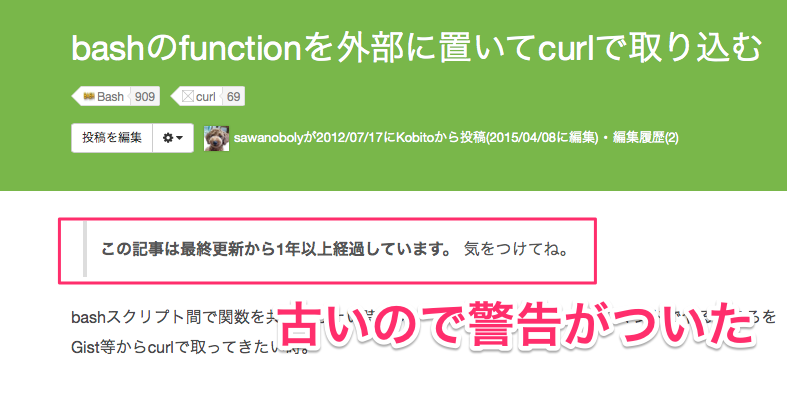 bashのfunctionを外部に置いてcurlで取り込む
Bash 909 curl 69
投稿を編集 sawanobolyが2012/07/17にKobitoから投稿(2015/04/08に編集)・編集履歴(2)
この記事は最終更新から1年以上経過しています。 気をつけてね。
bashスクリプト間で関数を
古いので警告がついた
Gist等からcurlで取ってきたい時。